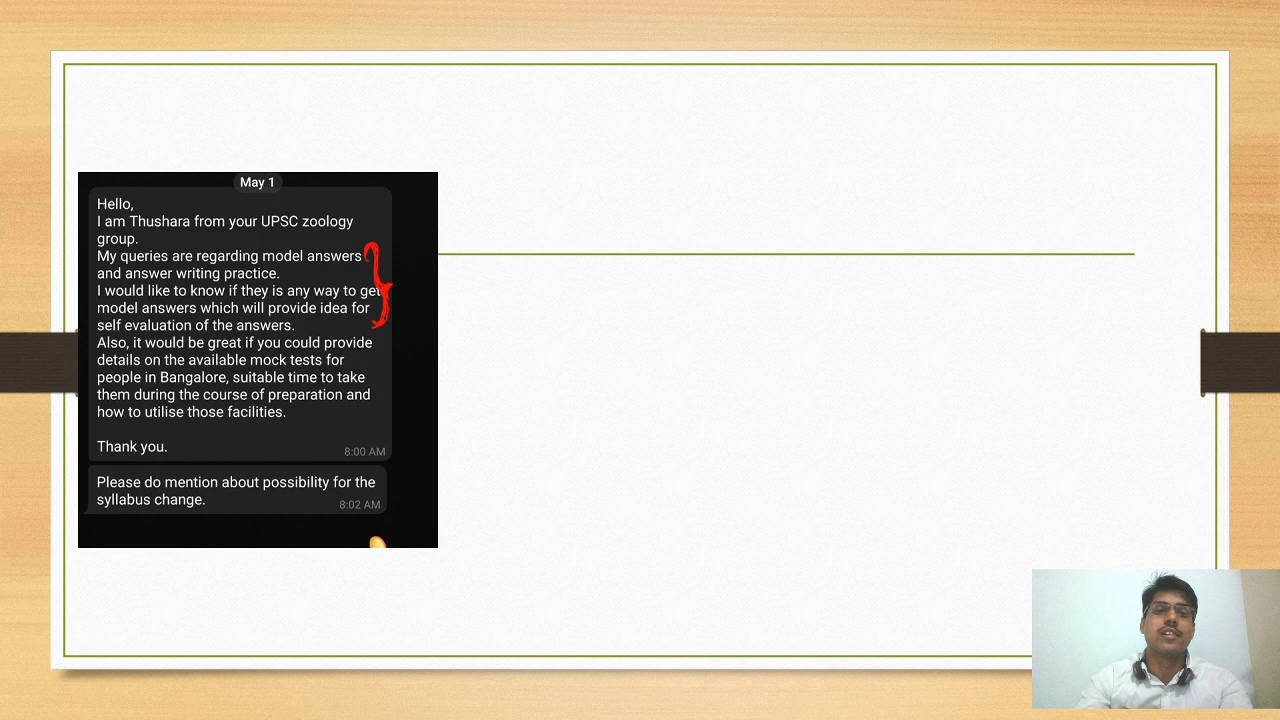 May 1
Hello,
I am Thushara from your UPSC zoology
group.
My queries are regarding model answers
and answer writing practice.
I would like to know if they is any way to get
model answers which will provide idea for
self evaluation of the answers.
Also, it would be great if you could provide
details on the available mock tests for
people in Bangalore, suitable time to take
them during the course of preparation and
how to utilise those facilities.
Thank you.
8:00 AM
Please do mention about possibility for the
syllabus change.
8:02 AM